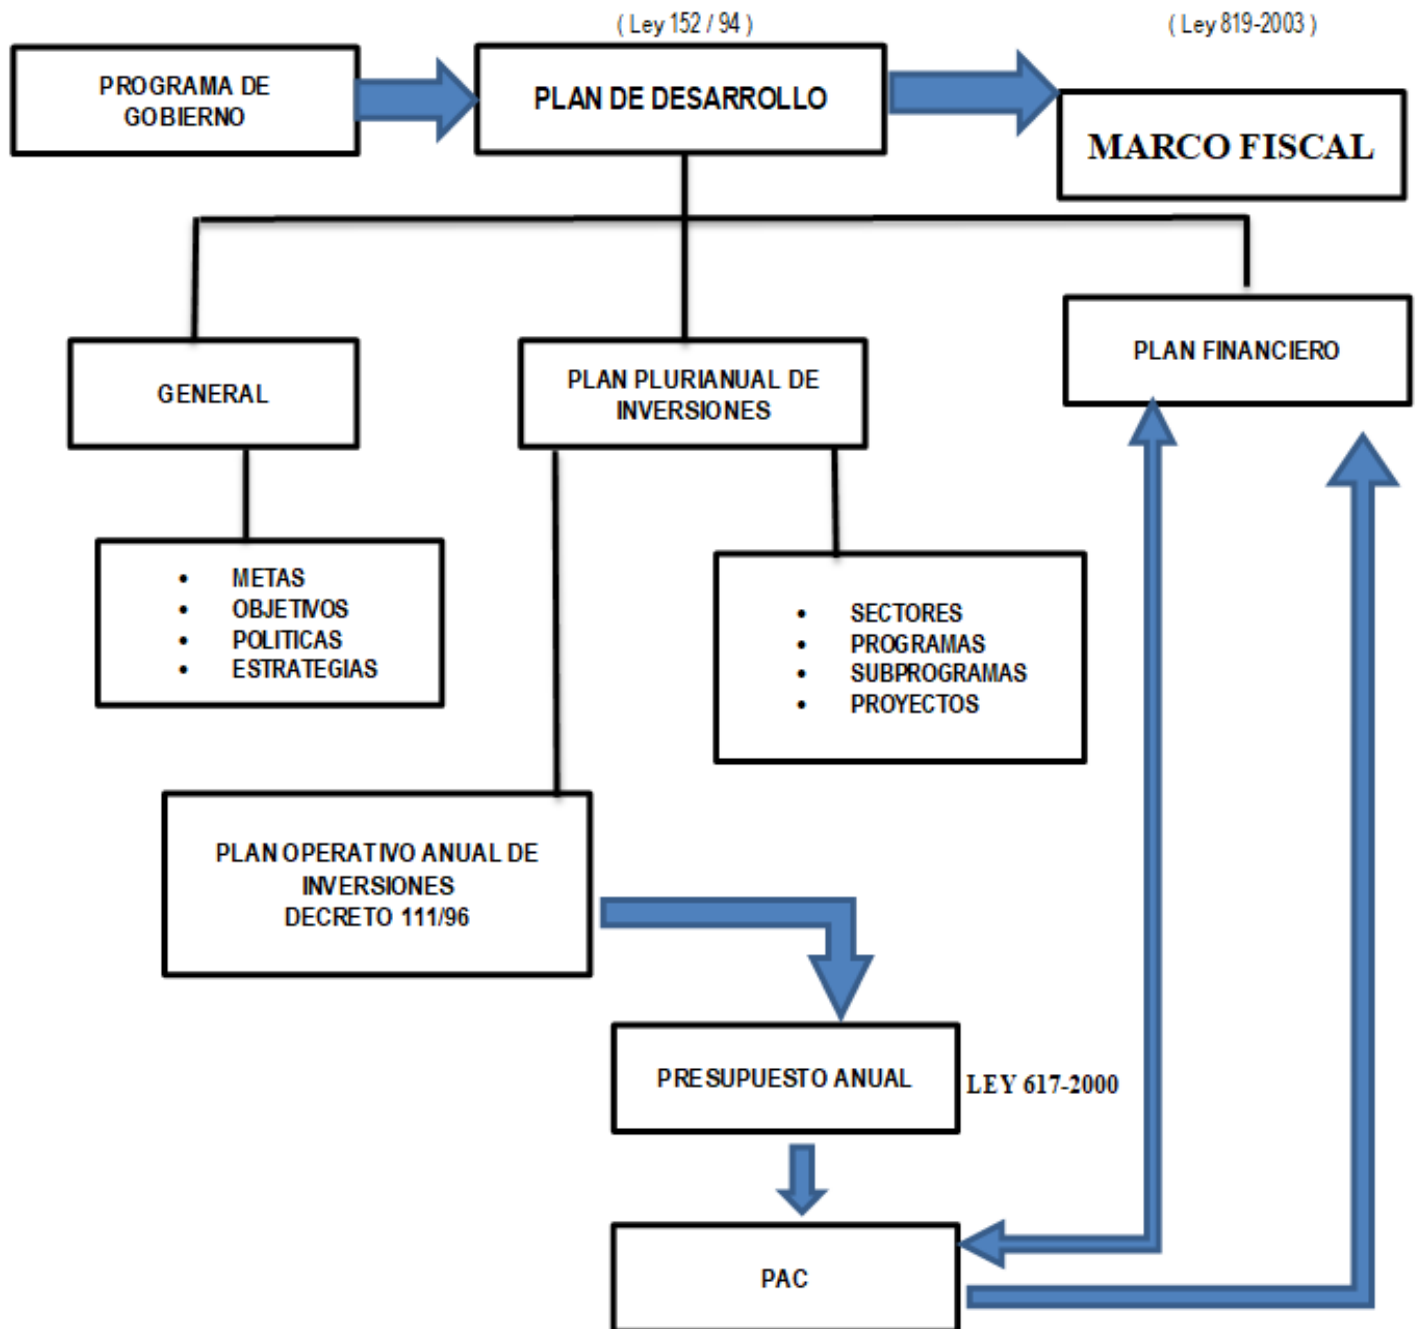 ( Ley 152 / 94 )
( Ley 819-2003 )
PROGRAMA DE
GOBIERNO
PLAN DE DESARROLLO
MARCO FISCAL
GENERAL
PLAN PLURIANUAL DE
INVERSIONES
PLAN FINANCIERO
• METAS
• OBJETIVOS
• POLITICAS
• ESTRATEGIAS
• SECTORES
• PROGRAMAS
• SUBPROGRAMAS
• PROYECTOS
PLAN OPERATIVO ANUAL DE
INVERSIONES
DECRETO 111/96
PRESUPUESTO ANUAL
LEY 617-2000
PAC